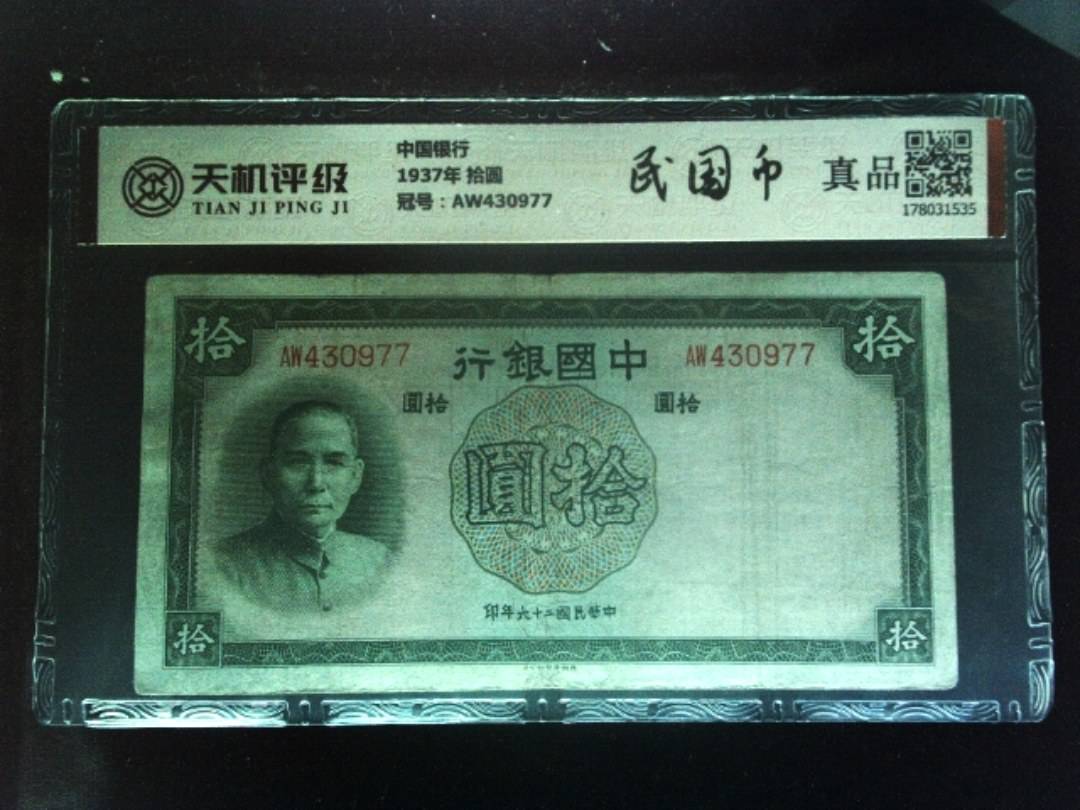 天机评级
TIAN JI PING JI
中国银行
1937年 拾圆
冠号：AW430977
民国币
真品
178031535
拾
AW430977
中國銀行
AW430977
拾
拾圓
拾圓
拾圓
中華民國二十六年印
拾
拾